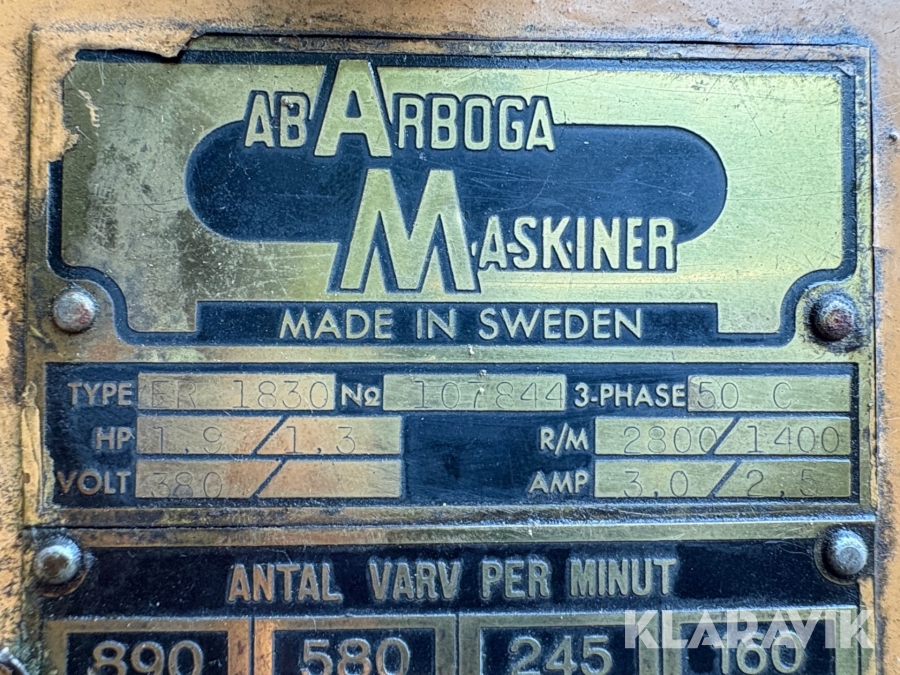 AB ARBOGA
MASKINER
MADE IN SWEDEN
TYPE ER 1830 No 107844 3-PHASE 50 C
HP 1,9 / 1,3 R/M 2800 / 1400
VOLT 380 / AMP 3,0 / 2,5
ANTAL VARV PER MINUT
890 580 245 160
KLARAVIK